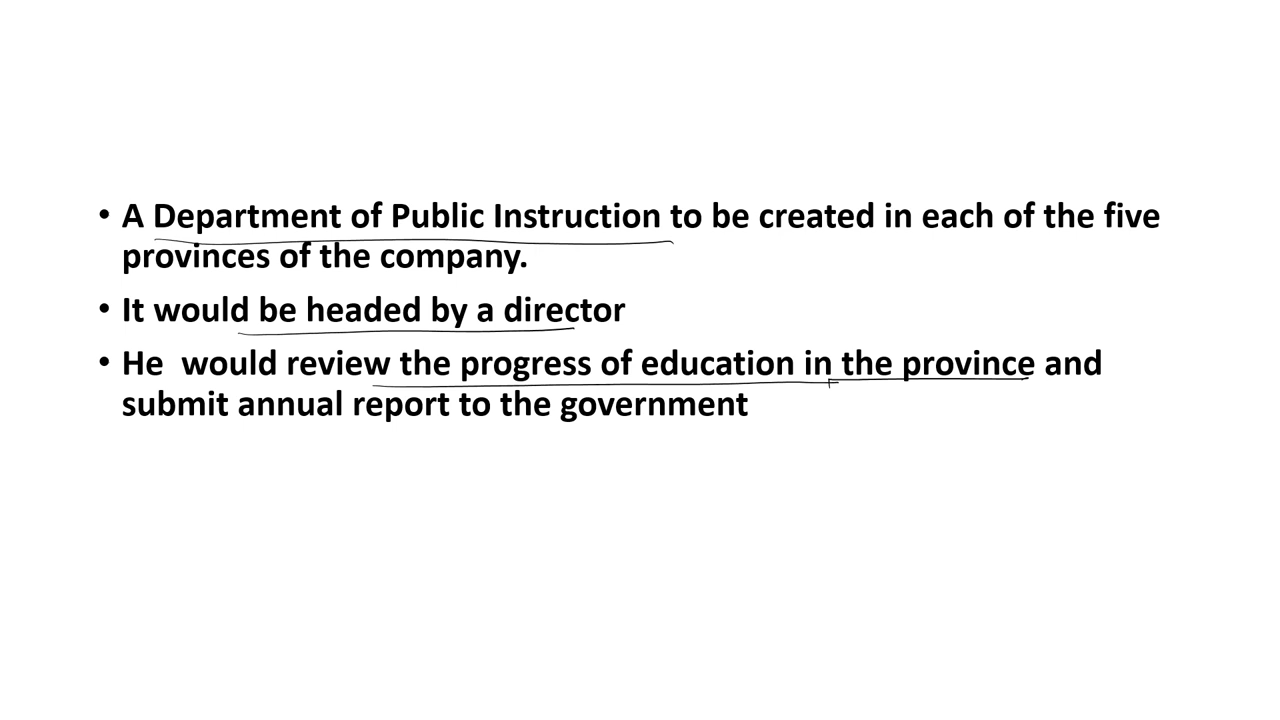 • A Department of Public Instruction to be created in each of the five
provinces of the company.
• It would be headed by a director
• He  would review the progress of education in the province and
submit annual report to the government